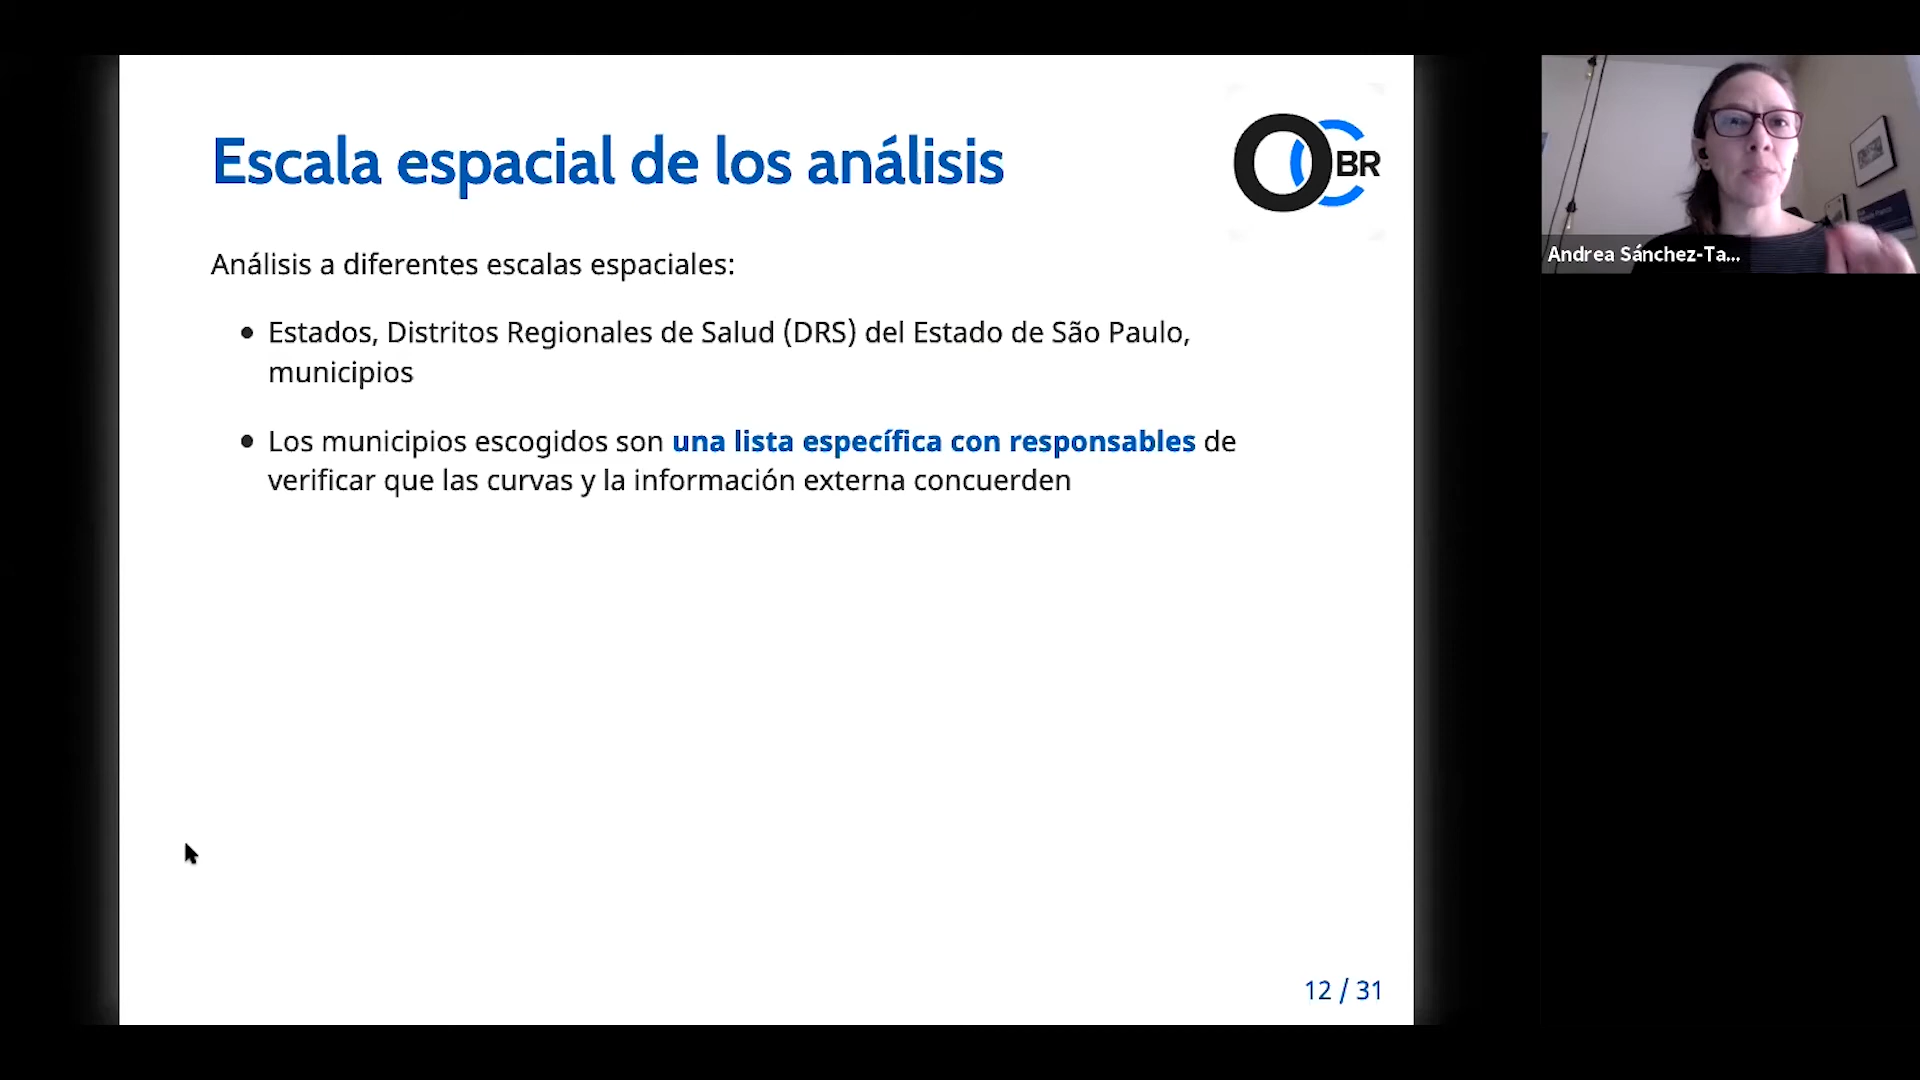 Escala espacial de los análisis
OCBR
Análisis a diferentes escalas espaciales:
Estados, Distritos Regionales de Salud (DRS) del Estado de São Paulo,
municipios
Los municipios escogidos son una lista específica con responsables de
verificar que las curvas y la información externa concuerden
12 / 31
Andrea Sánchez-Ta...